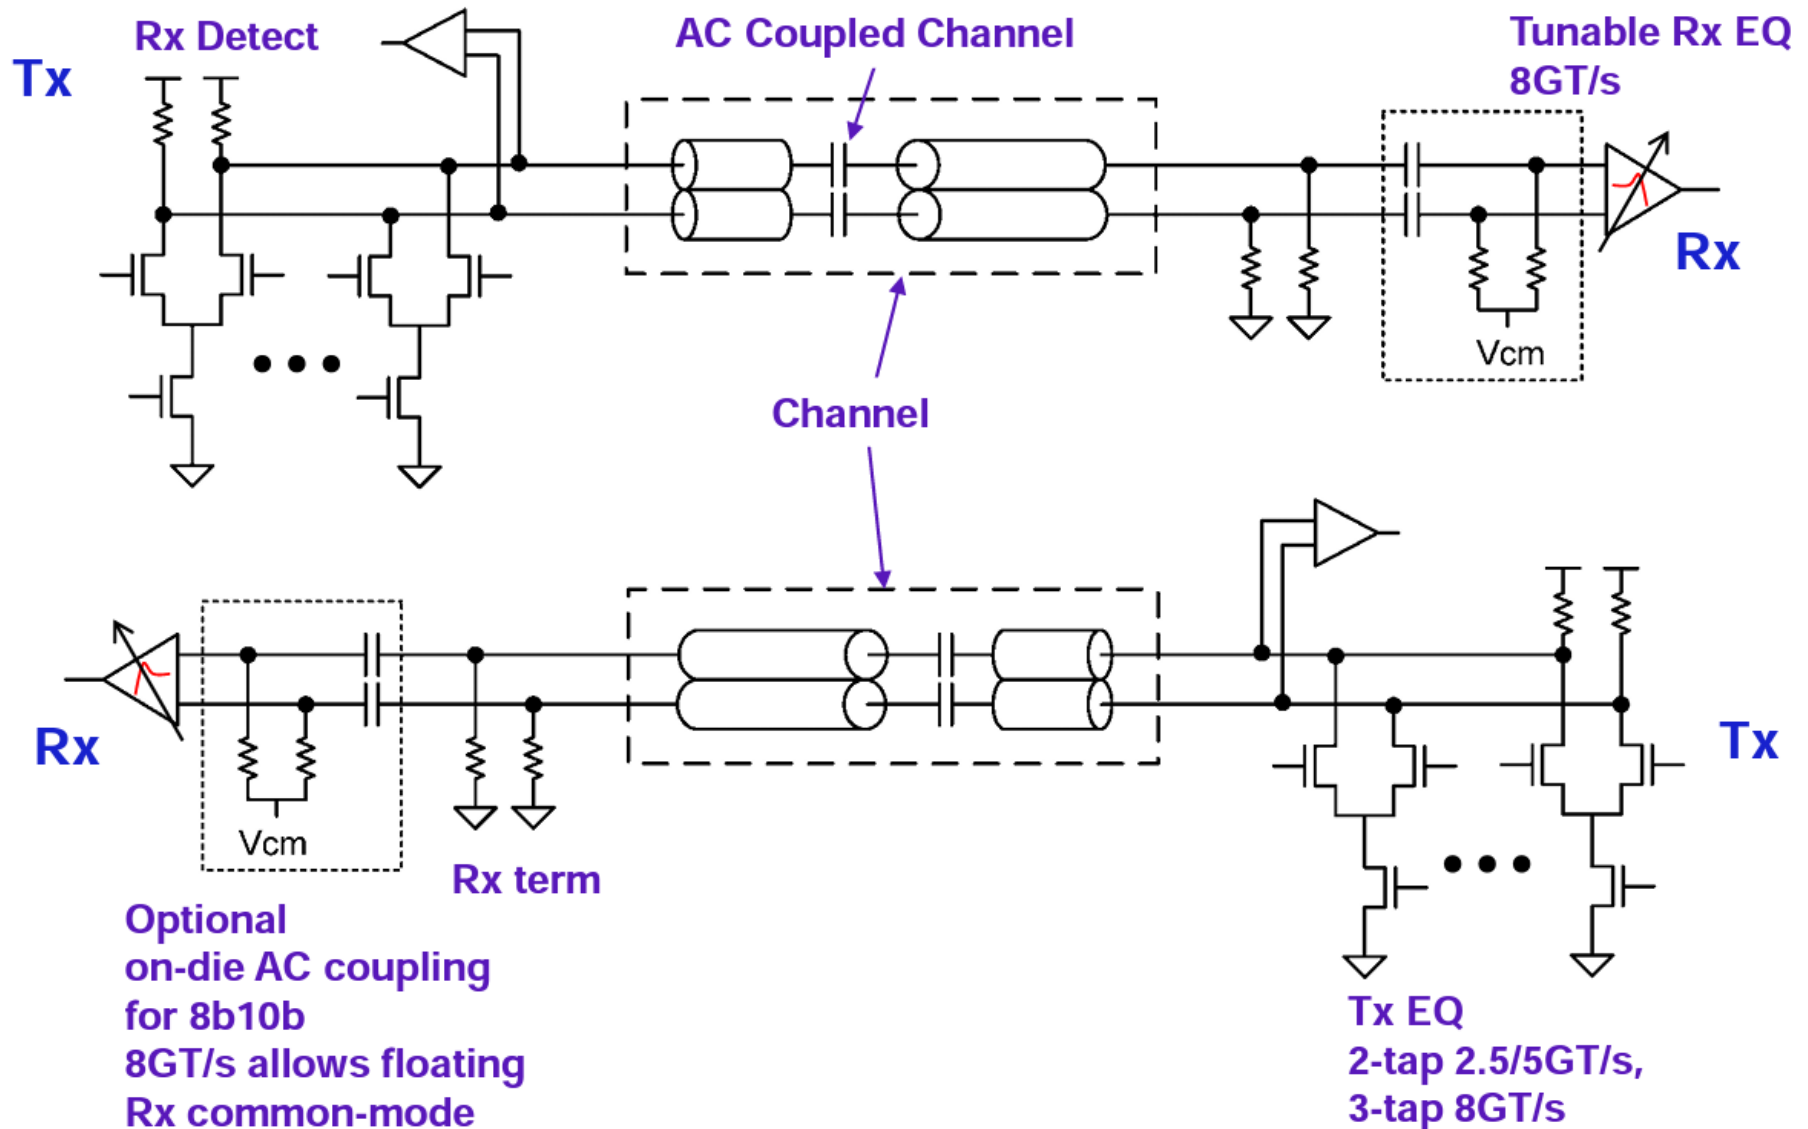 Rx Detect
AC Coupled Channel
Tunable Rx EQ
8GT/s
Tx
Rx
Vcm
Channel
Rx
Tx
Vcm
Rx term
Optional
on-die AC coupling
for 8b10b
8GT/s allows floating
Rx common-mode
Tx EQ
2-tap 2.5/5GT/s,
3-tap 8GT/s